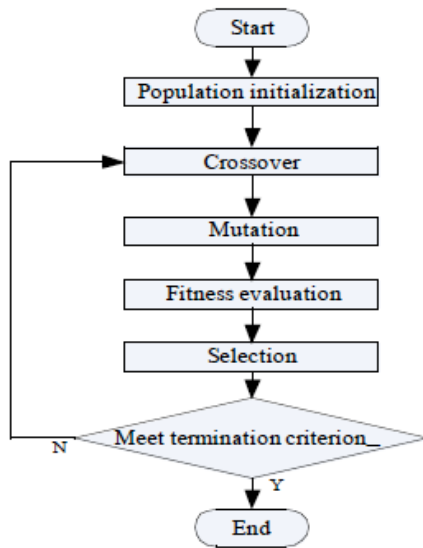 Start
Population initialization
Crossover
Mutation
Fitness evaluation
Selection
Meet termination criterion_
N
Y
End